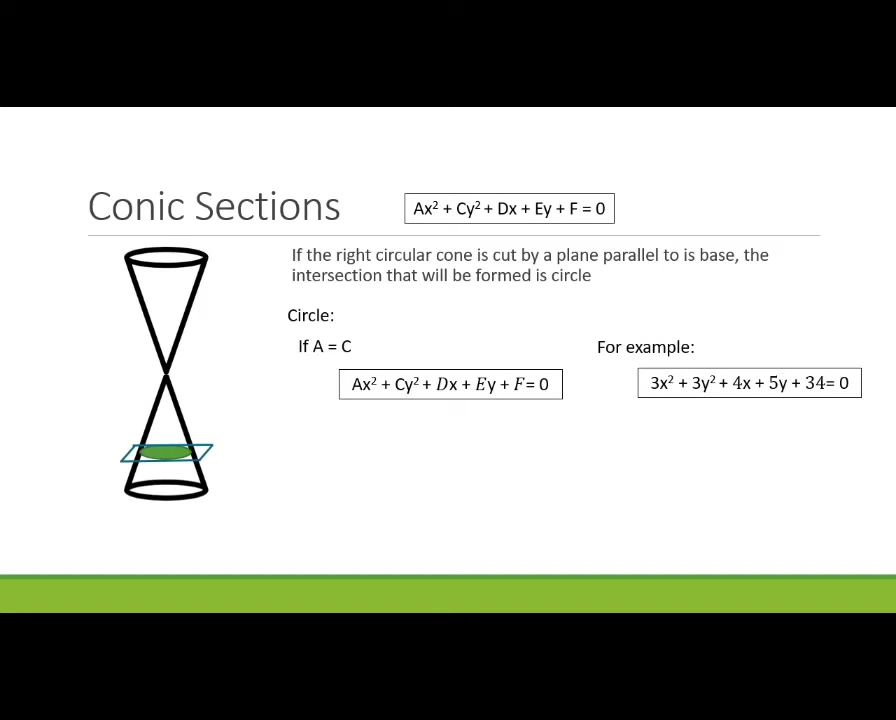 Conic Sections
Ax² + Cy² + Dx + Ey + F = 0
If the right circular cone is cut by a plane parallel to is base, the
intersection that will be formed is circle
Circle:
If A = C
For example:
Ax² + Cy² + 𝐷x + 𝐸y + 𝐹= 0
3x² + 3y² + 4x + 5y + 34= 0